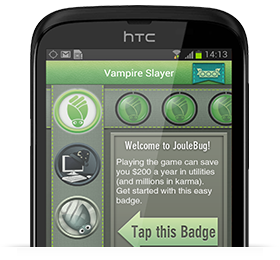 hTC
14:13
Vampire Slayer
Welcome to JouleBug!
Playing the game can save
you $200 a year in utilities
(and millions in karma).
Get started with this easy
badge.
Tap this Badge